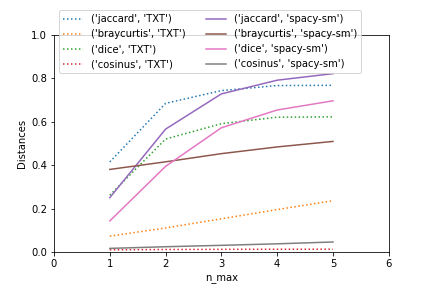 ('jaccard', 'TXT') ('jaccard', 'spacy-sm')
('braycurtis', 'TXT') ('braycurtis', 'spacy-sm')
('dice', 'TXT') ('dice', 'spacy-sm')
('cosinus', 'TXT') ('cosinus', 'spacy-sm')
1.0
0.8
0.6
0.4
0.2
0.0
Distances
0 1 2 3 4 5 6
n_max